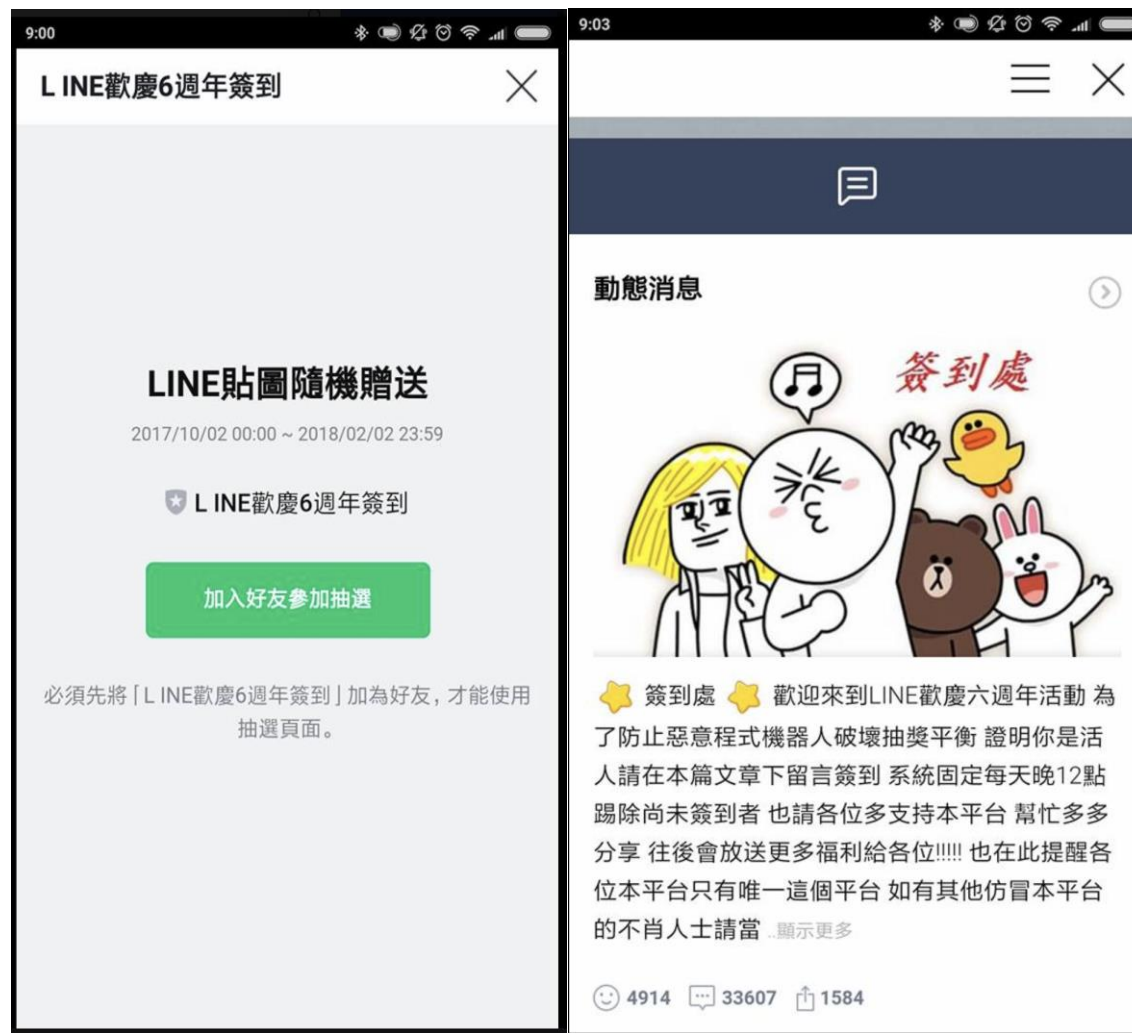 9:00
L INE歡慶6週年簽到
LINE貼圖隨機贈送
2017/10/02 00:00 ~ 2018/02/02 23:59
L INE歡慶6週年簽到
加入好友參加抽選
必須先將「L INE歡慶6週年簽到」加為好友，才能使用
抽選頁面。
9:03
動態消息
簽到處
簽到處 歡迎來到LINE歡慶六週年活動 為
了防止惡意程式機器人破壞抽獎平衡 證明你是活
人請在本篇文章下留言簽到 系統固定每天晚12點
踢除尚未簽到者 也請各位多支持本平台 幫忙多多
分享 往後會放送更多福利給各位!!!!! 也在此提醒各
位本平台只有唯一這個平台 如有其他仿冒本平台
的不肖人士請當 ..顯示更多
4914 33607 1584